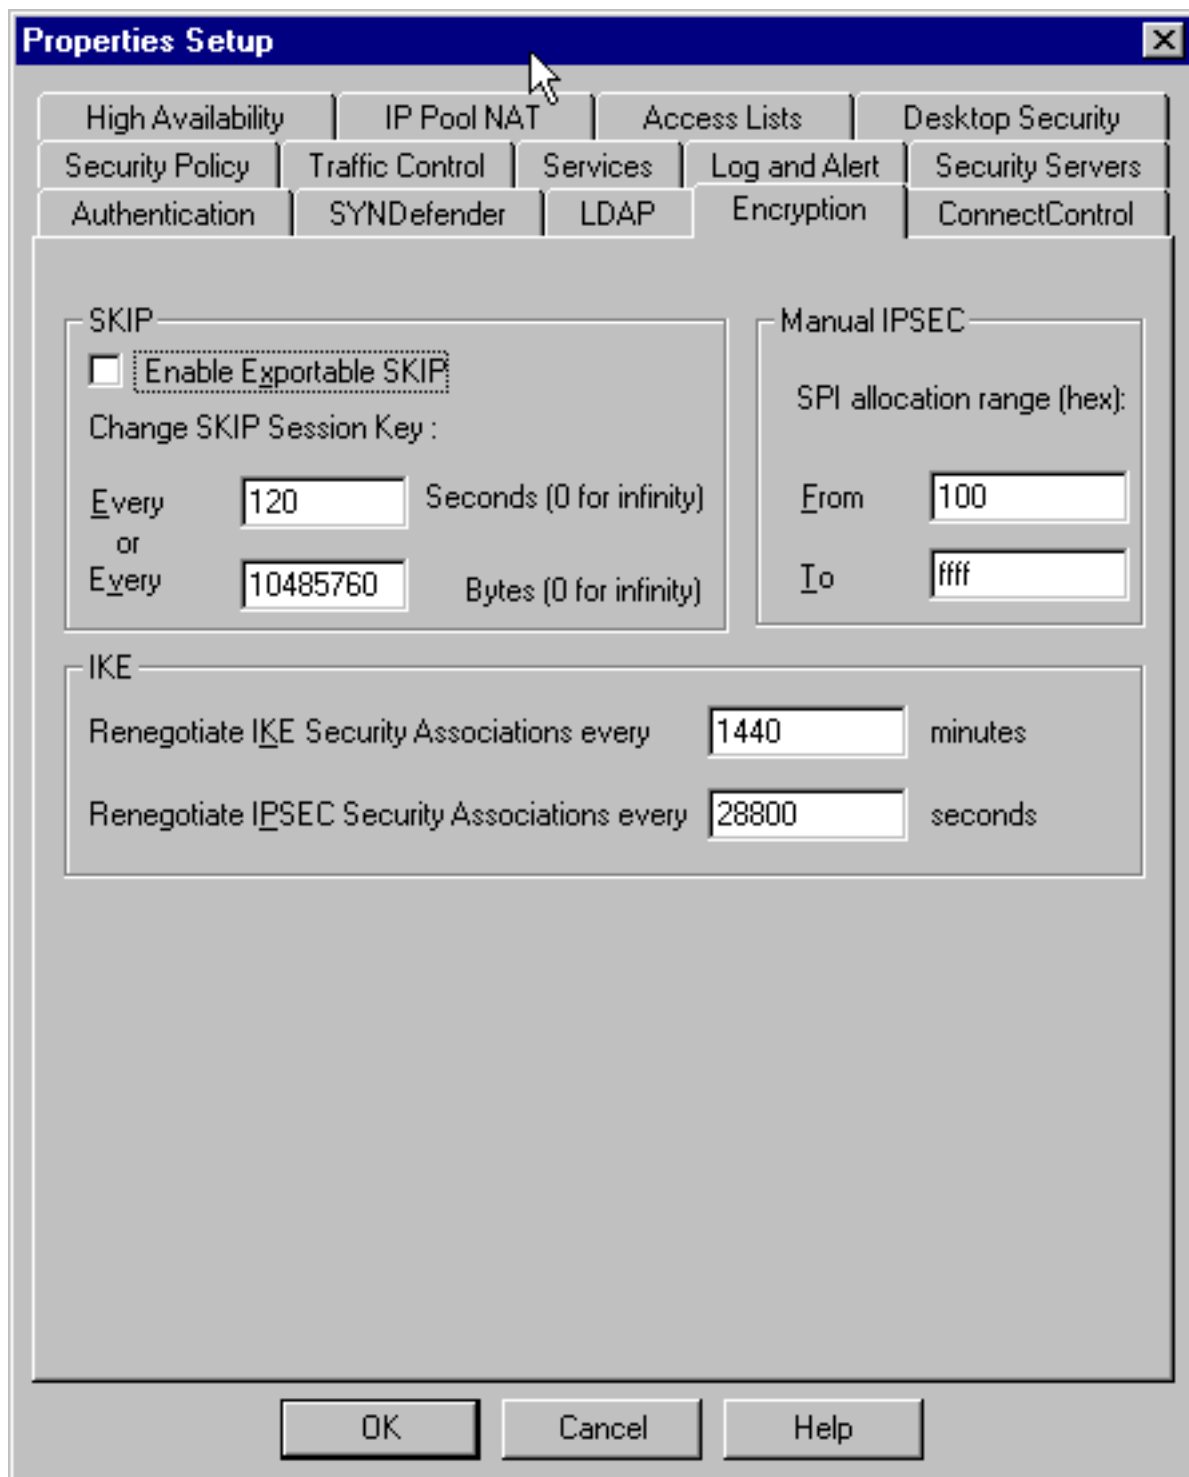 Properties Setup
High Availability IP Pool NAT Access Lists Desktop Security
Security Policy Traffic Control Services Log and Alert Security Servers
Authentication SYNDefender LDAP Encryption ConnectControl
SKIP
Enable Exportable SKIP
Change SKIP Session Key :
Every 120 Seconds (0 for infinity)
or
Every 10485760 Bytes (0 for infinity)
Manual IPSEC
SPI allocation range (hex):
From 100
To ffff
IKE
Renegotiate IKE Security Associations every 1440 minutes
Renegotiate IPSEC Security Associations every 28800 seconds
OK Cancel Help